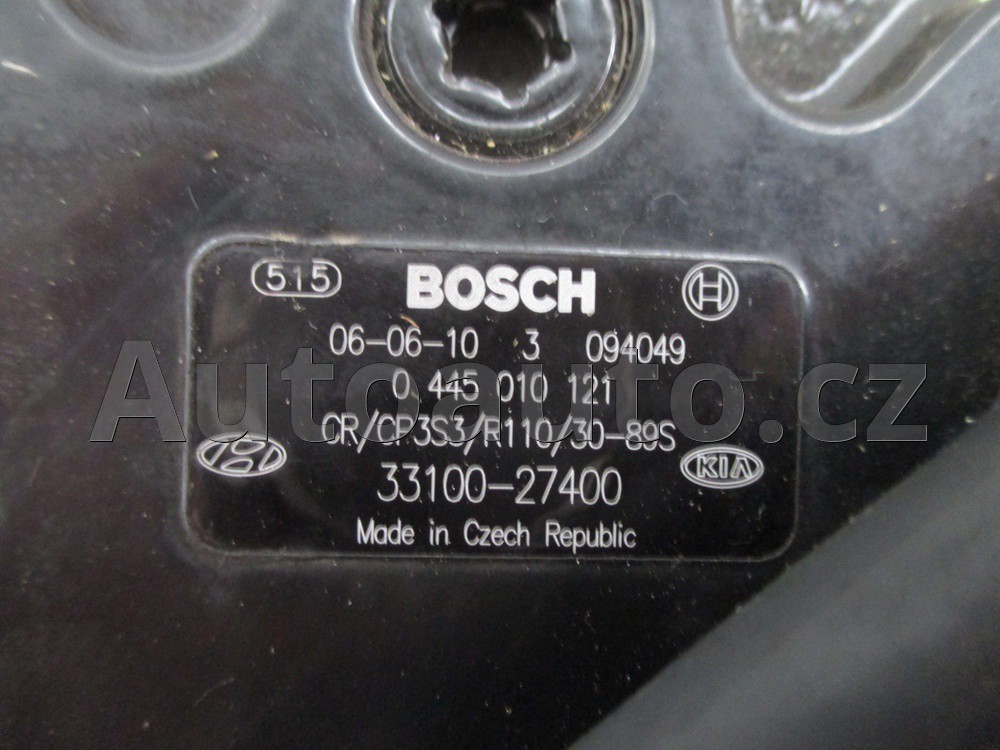 515 BOSCH
06-06-10 3 094049
0 445 010 121
CR/CP3S3/R110/30-89S
KIA
33100-27400
Made in Czech Republic
Autoauto.cz